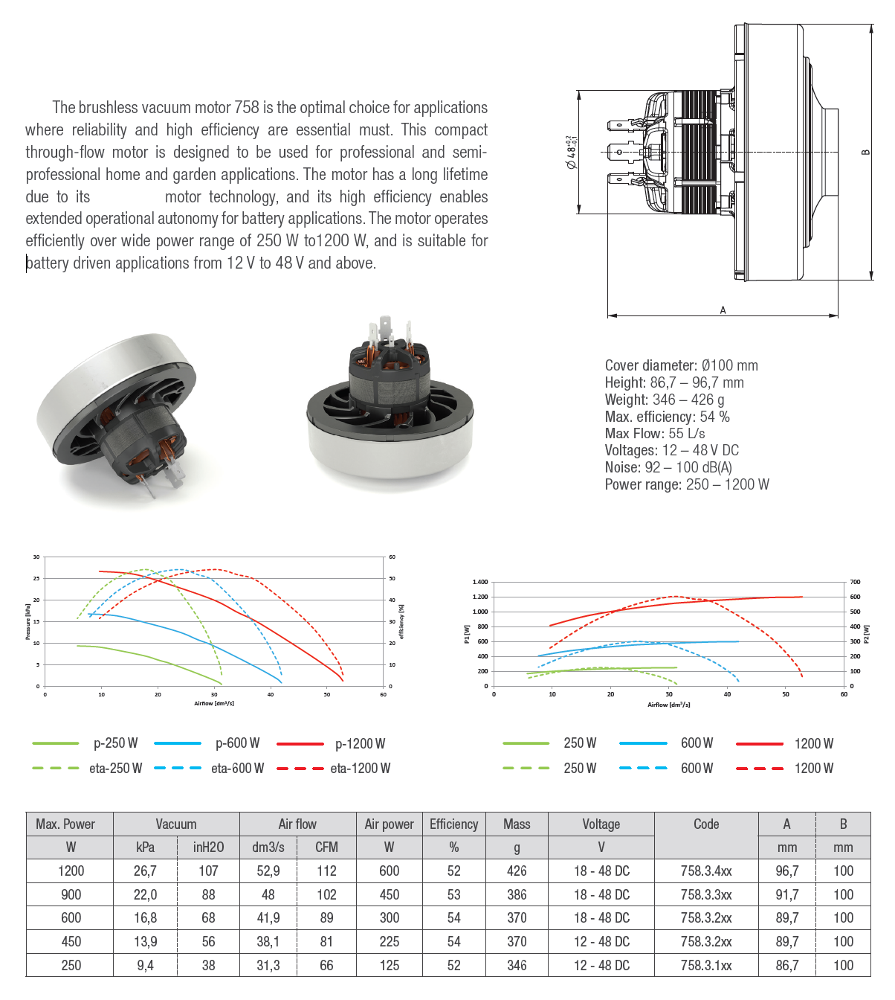 The brushless vacuum motor 758 is the optimal choice for applications
where reliability and high efficiency are essential must. This compact
through-flow motor is designed to be used for professional and semi-
professional home and garden applications. The motor has a long lifetime
due to its motor technology, and its high efficiency enables
extended operational autonomy for battery applications. The motor operates
efficiently over wide power range of 250 W to1200 W, and is suitable for
battery driven applications from 12 V to 48 V and above.
Ø 48 +0,2 -0,1
B
A
Cover diameter: Ø100 mm
Height: 86,7 – 96,7 mm
Weight: 346 – 426 g
Max. efficiency: 54 %
Max Flow: 55 L/s
Voltages: 12 – 48 V DC
Noise: 92 – 100 dB(A)
Power range: 250 – 1200 W
Pressure [kPa]
30
25
20
15
10
5
0
0 10 20 30 40 50 60
Airflow [dm³/s]
60
50
40
30
20
10
0
efficiency [%]
p-250 W p-600 W p-1200 W
eta-250 W eta-600 W eta-1200 W
P1 [W]
1.400
1.200
1.000
800
600
400
200
0
0 10 20 30 40 50 60
Airflow [dm³/s]
700
600
500
400
300
200
100
0
P2 [W]
250 W 600 W 1200 W
250 W 600 W 1200 W
Max. Power Vacuum Air flow Air power Efficiency Mass Voltage Code A B
W kPa inH2O dm3/s CFM W % g V mm mm
1200 26,7 107 52,9 112 600 52 426 18 - 48 DC 758.3.4xx 96,7 100
900 22,0 88 48 102 450 53 386 18 - 48 DC 758.3.3xx 91,7 100
600 16,8 68 41,9 89 300 54 370 18 - 48 DC 758.3.2xx 89,7 100
450 13,9 56 38,1 81 225 54 370 12 - 48 DC 758.3.2xx 89,7 100
250 9,4 38 31,3 66 125 52 346 12 - 48 DC 758.3.1xx 86,7 100